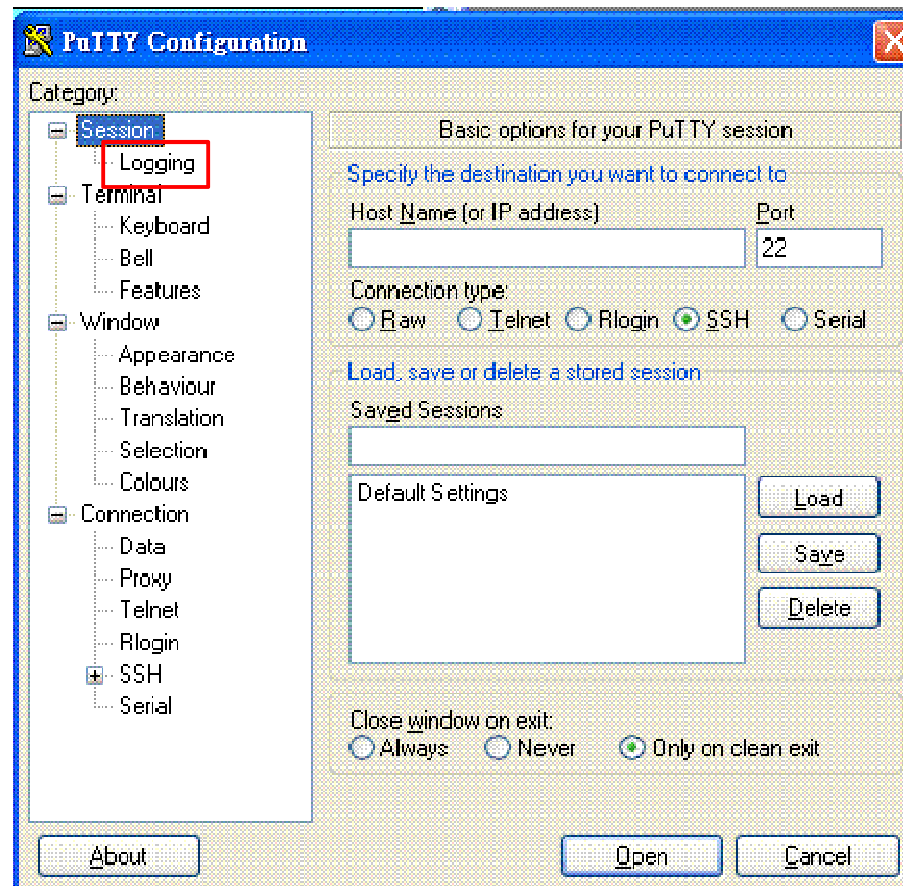 PuTTY Configuration
Category:
Session
Logging
Terminal
Keyboard
Bell
Features
Window
Appearance
Behaviour
Translation
Selection
Colours
Connection
Data
Proxy
Telnet
Rlogin
SSH
Serial
Basic options for your PuTTY session
Specify the destination you want to connect to
Host Name (or IP address) Port
22
Connection type:
Raw Telnet Rlogin SSH Serial
Load, save or delete a stored session
Saved Sessions
Default Settings
Load
Save
Delete
Close window on exit:
Always Never Only on clean exit
About Open Cancel